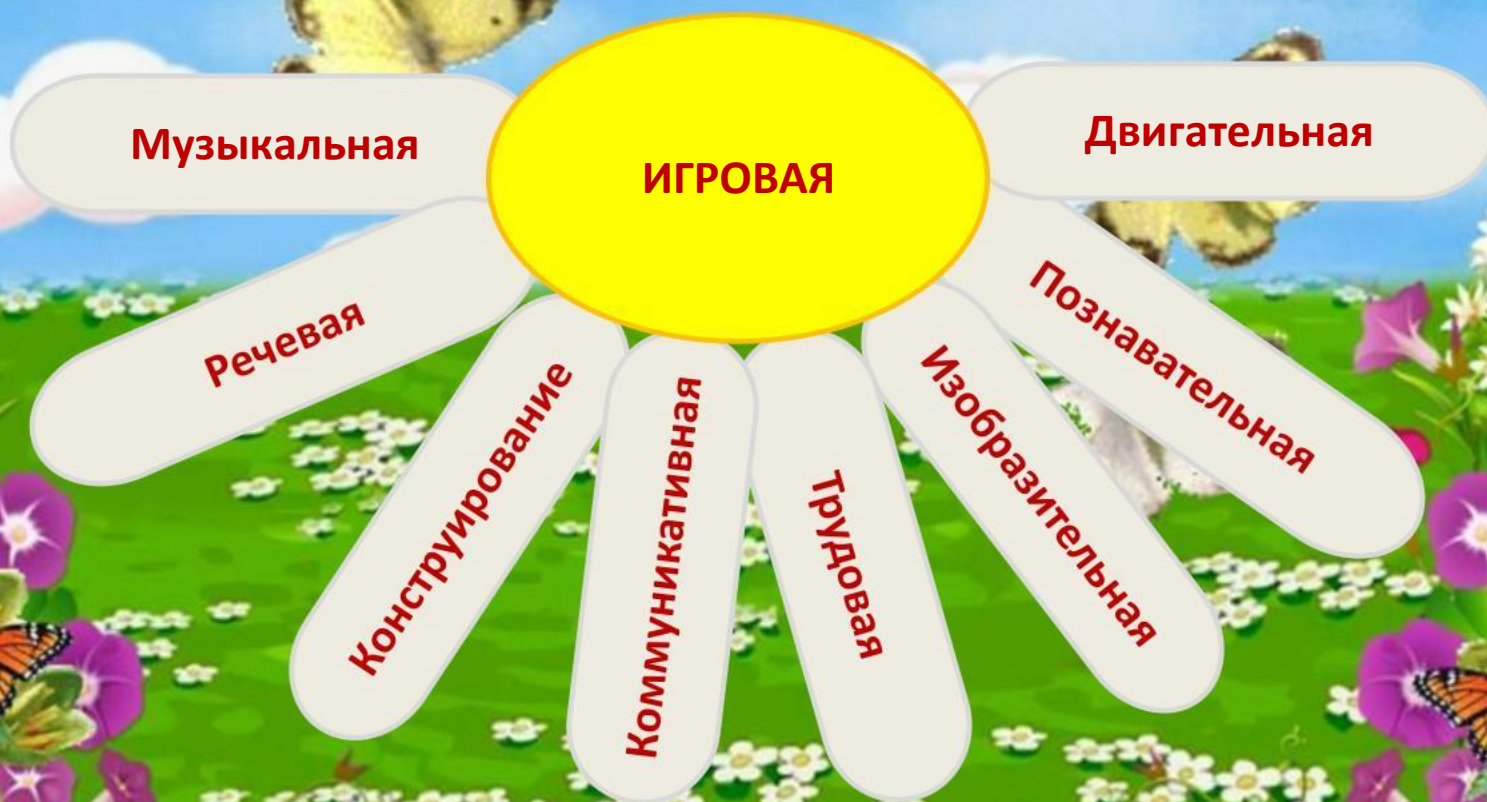 Музыкальная
ИГРОВАЯ
Двигательная
Речевая
Конструирование
Коммуникативная
Трудовая
Изобразительная
Познавательная